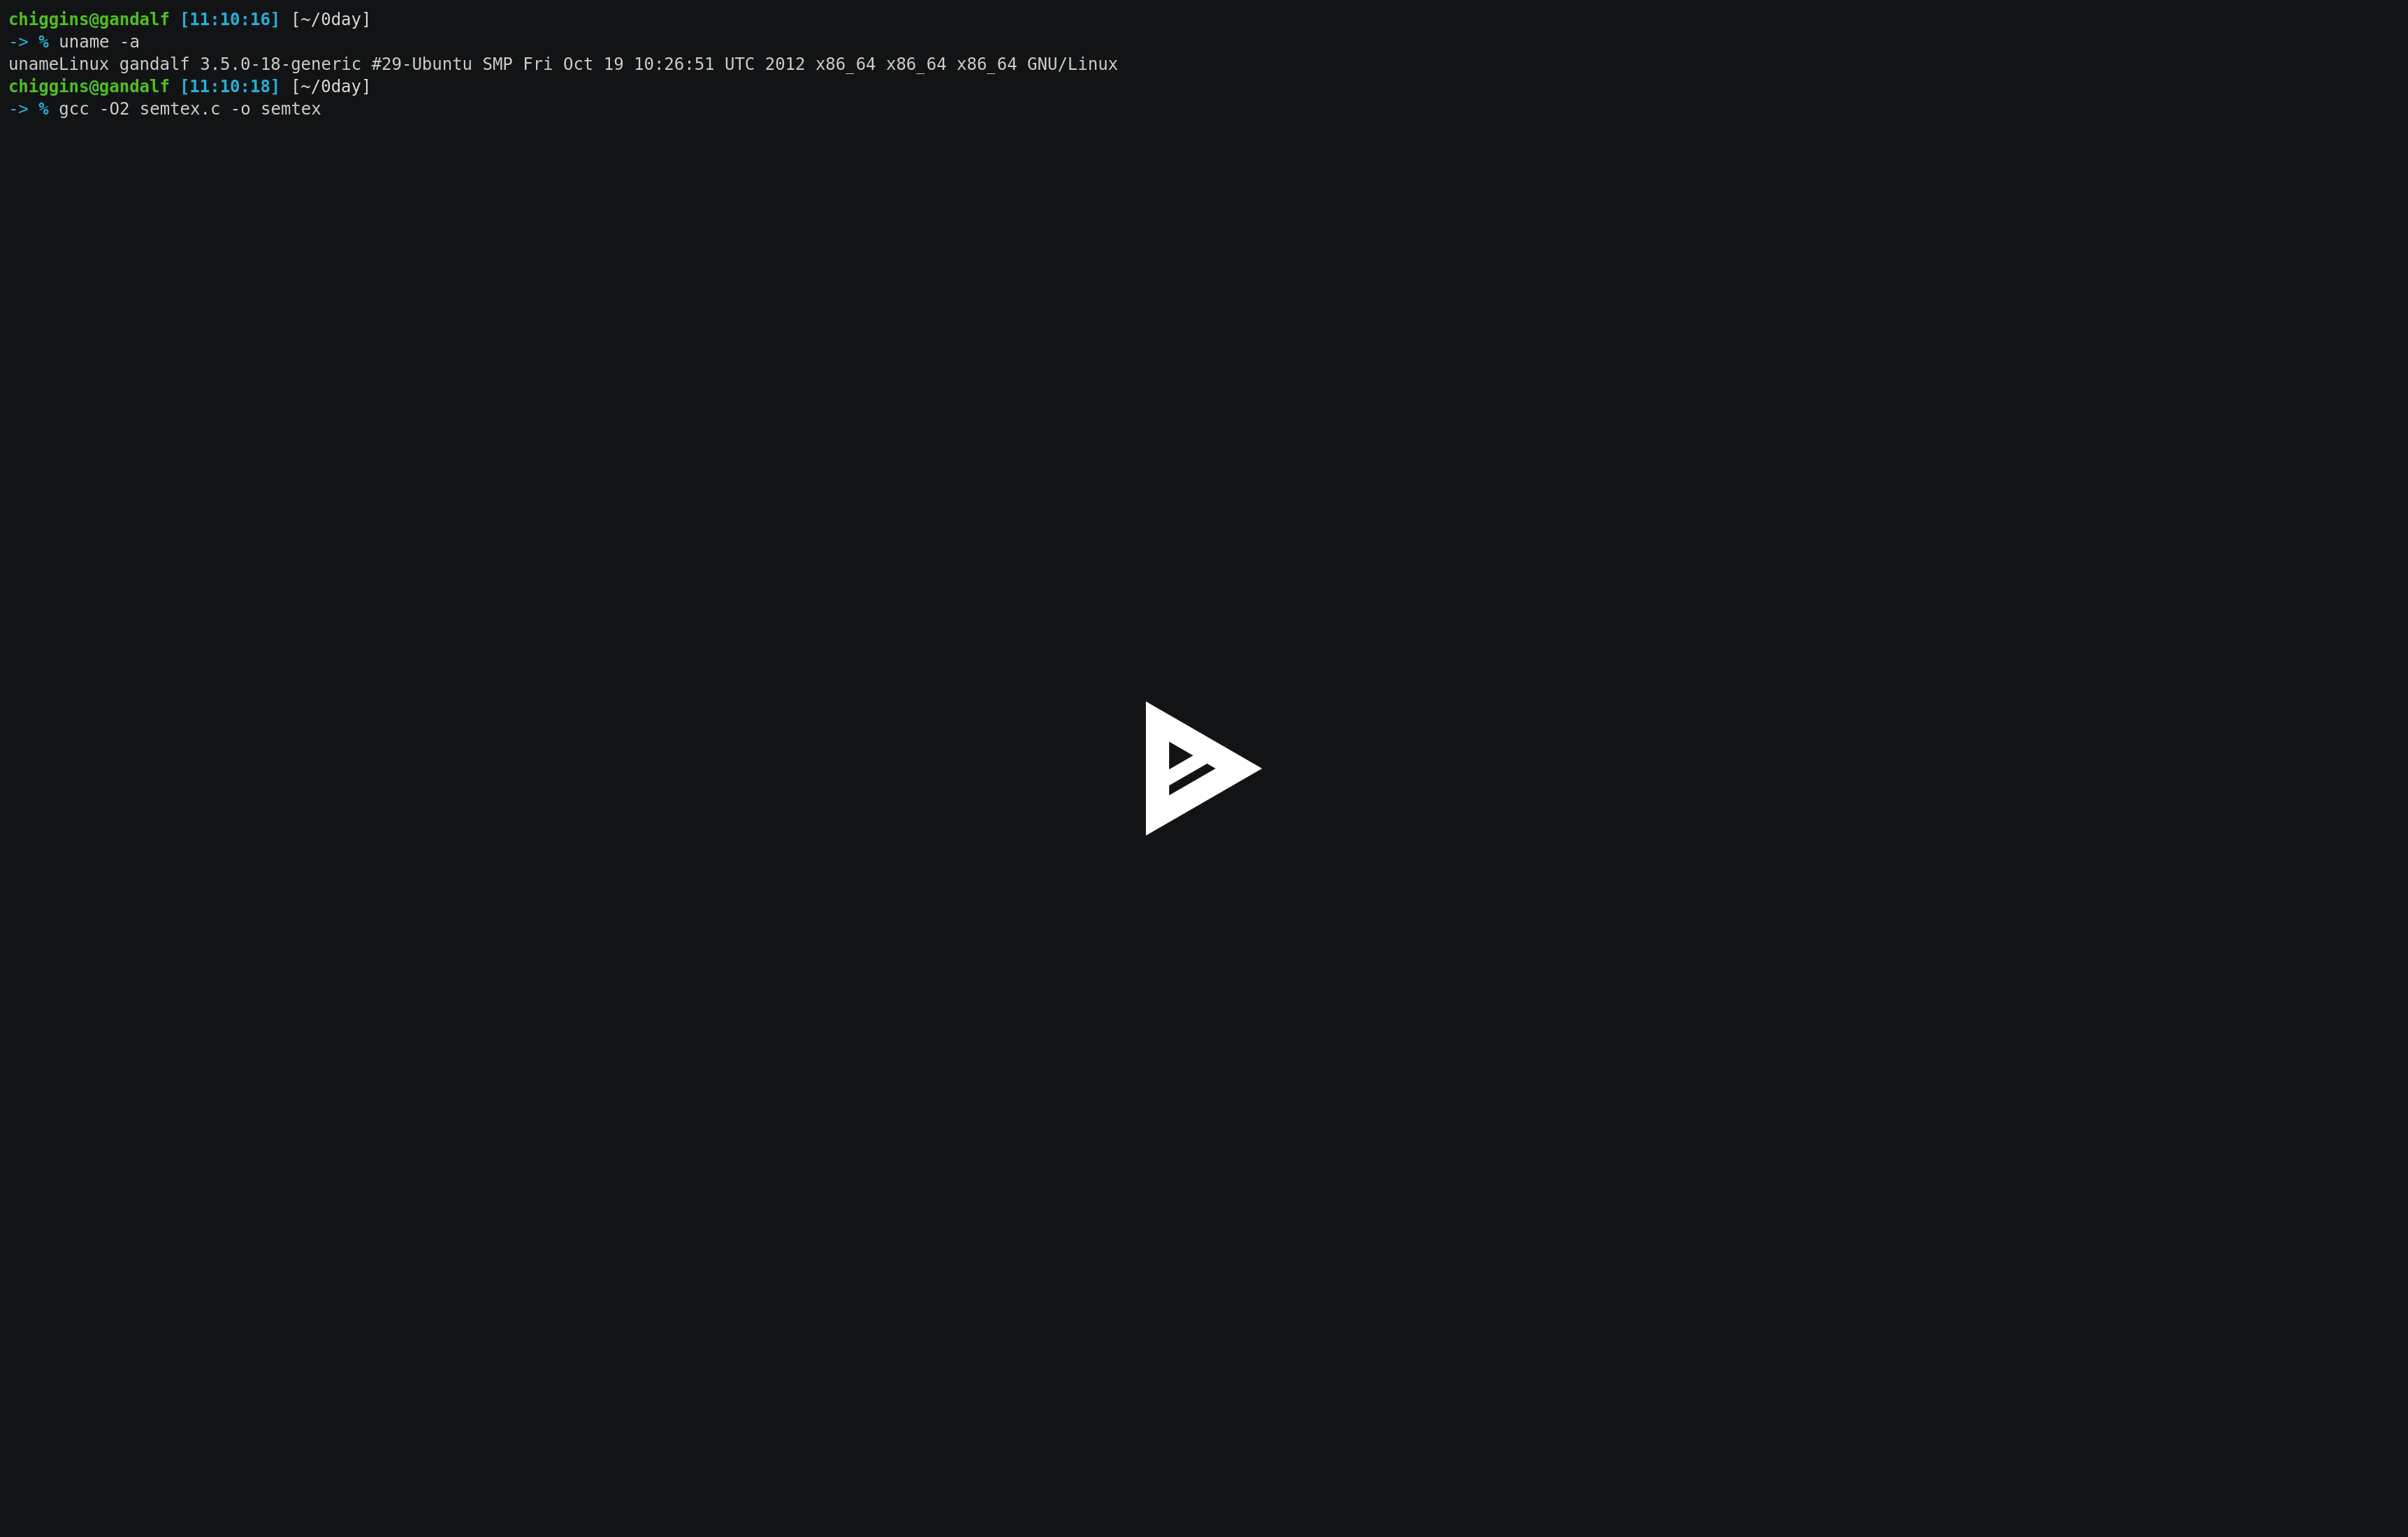 chiggins@gandalf [11:10:16] [~/0day]
-> % uname -a
unameLinux gandalf 3.5.0-18-generic #29-Ubuntu SMP Fri Oct 19 10:26:51 UTC 2012 x86_64 x86_64 x86_64 GNU/Linux
chiggins@gandalf [11:10:18] [~/0day]
-> % gcc -O2 semtex.c -o semtex